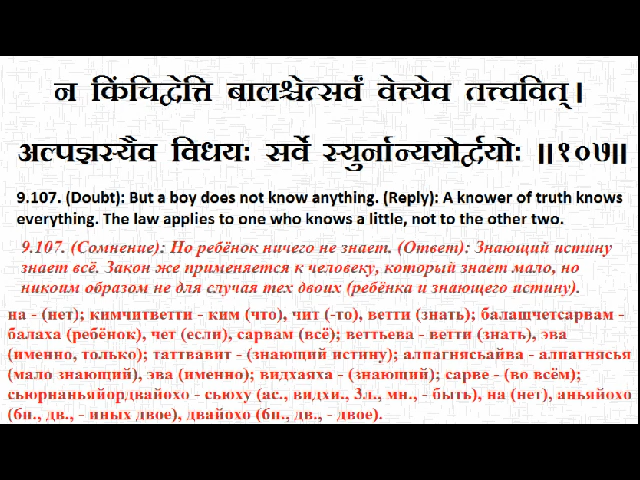 न किंचिद्वेत्ति बालश्चेत्सर्वं वेत्त्येव तत्त्ववित् ।
अल्पज्ञस्यैव विधयः सर्वे स्युर्नान्ययोर्द्वयोः ॥१०७॥
9.107. (Doubt): But a boy does not know anything. (Reply): A knower of truth knows
everything. The law applies to one who knows a little, not to the other two.
9.107. (Сомнение): Но ребёнок ничего не знает. (Ответ): Знающий истину
знает всё. Закон же применяется к человеку, который знает мало, но
никоим образом не для случая тех двоих (ребёнка и знающего истину).
на - (нет); кимчитветти - ким (что), чит (-то), ветти (знать); балашчетсарвам -
балаха (ребёнок), чет (если), сарвам (всё); веттьева - ветти (знать), эва
(именно, только); таттвавит - (знающий истину); алпагнясьайва - алпагнясья
(мало знающий), эва (именно); видхаяха - (знающий); сарве - (во всём);
сьюрнаньяйордвайохо - сьюху (ас., видхи., 3л., мн., - быть), на (нет), аньяйохо
(6п., дв., - иных двое), двайохо (6п., дв., - двое).